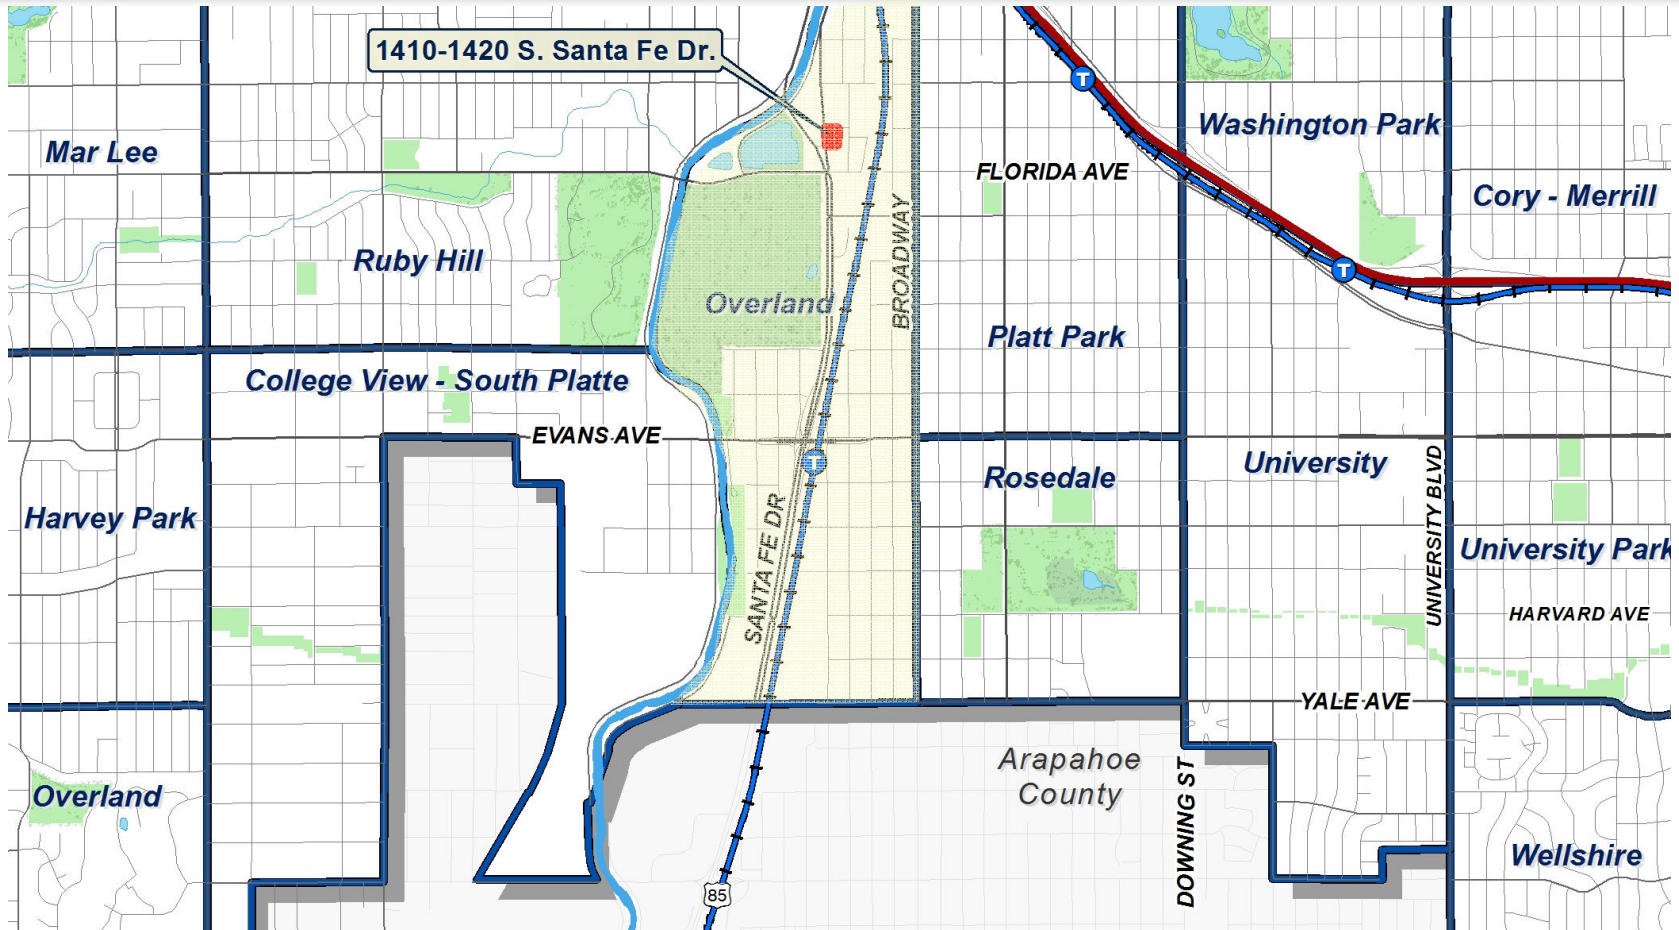 1410-1420 S. Santa Fe Dr.
T
Washington Park
Mar Lee
FLORIDA AVE
Cory - Merrill
Ruby Hill
BROADWAY
T
Overland
Platt Park
College View - South Platte
EVANS AVE
T
University
Rosedale
Harvey Park
SANTA FE DR
UNIVERSITY BLVD
University Park
HARVARD AVE
YALE AVE
Arapahoe
County
DOWNING ST
Overland
Wellshire
85